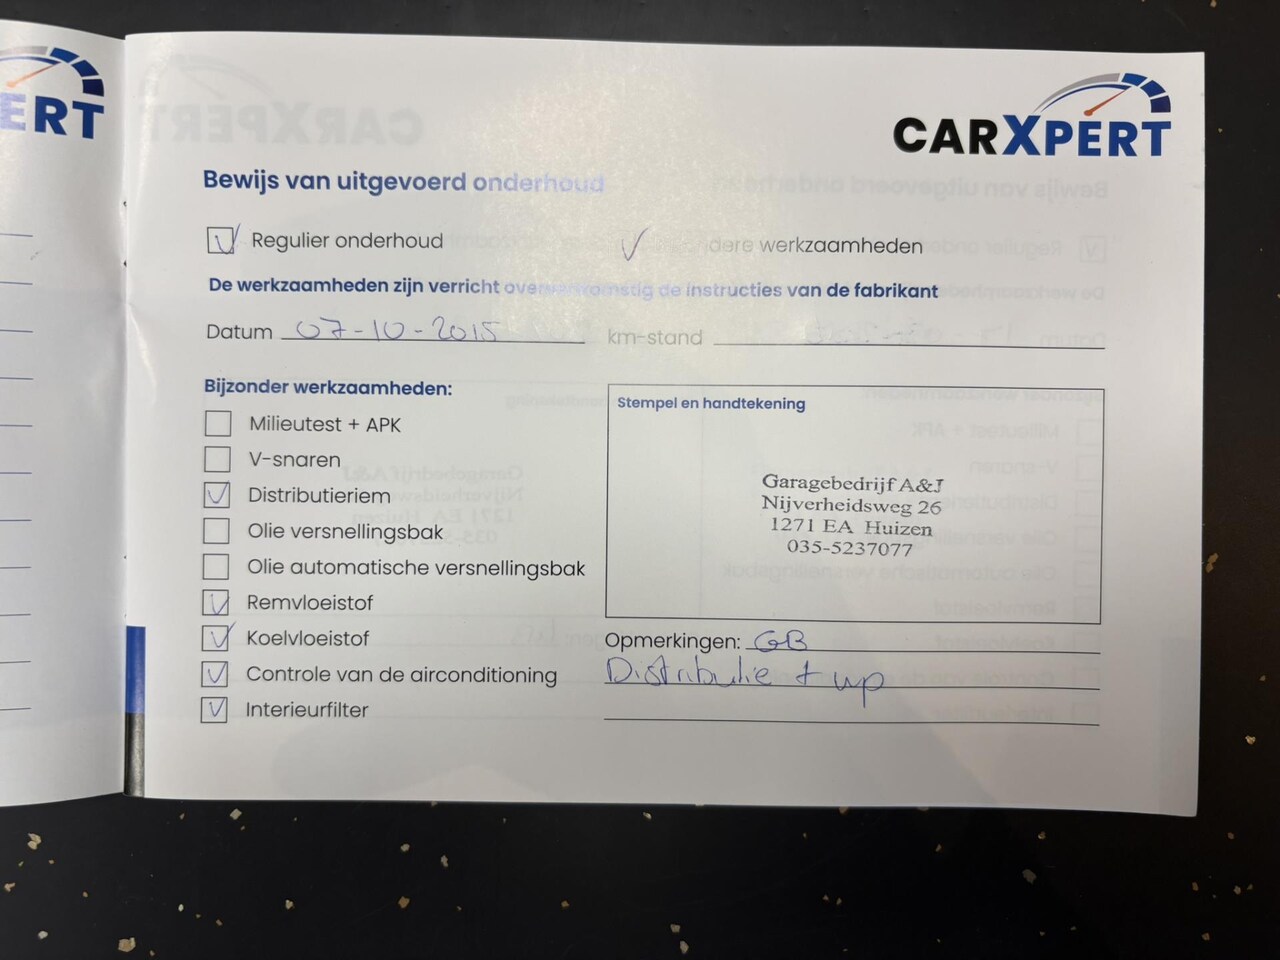 ERT
CARXPERT
Bewijs van uitgevoerd onderhoud
Regulier onderhoud
dere werkzaamheden
De werkzaamheden zijn verricht overeenkomstig de instructies van de fabrikant
Datum 07-10-2015 km-stand
Bijzonder werkzaamheden:
Milieutest + APK
V-snaren
Distributieriem
Olie versnellingsbak
Olie automatische versnellingsbak
Remvloeistof
Koelvloeistof
Controle van de airconditioning
Interieurfilter
Stempel en handtekening
Garagebedrijf A&J
Nijverheidsweg 26
1271 EA Huizen
035-5237077
Opmerkingen: GB
Distributie + wp